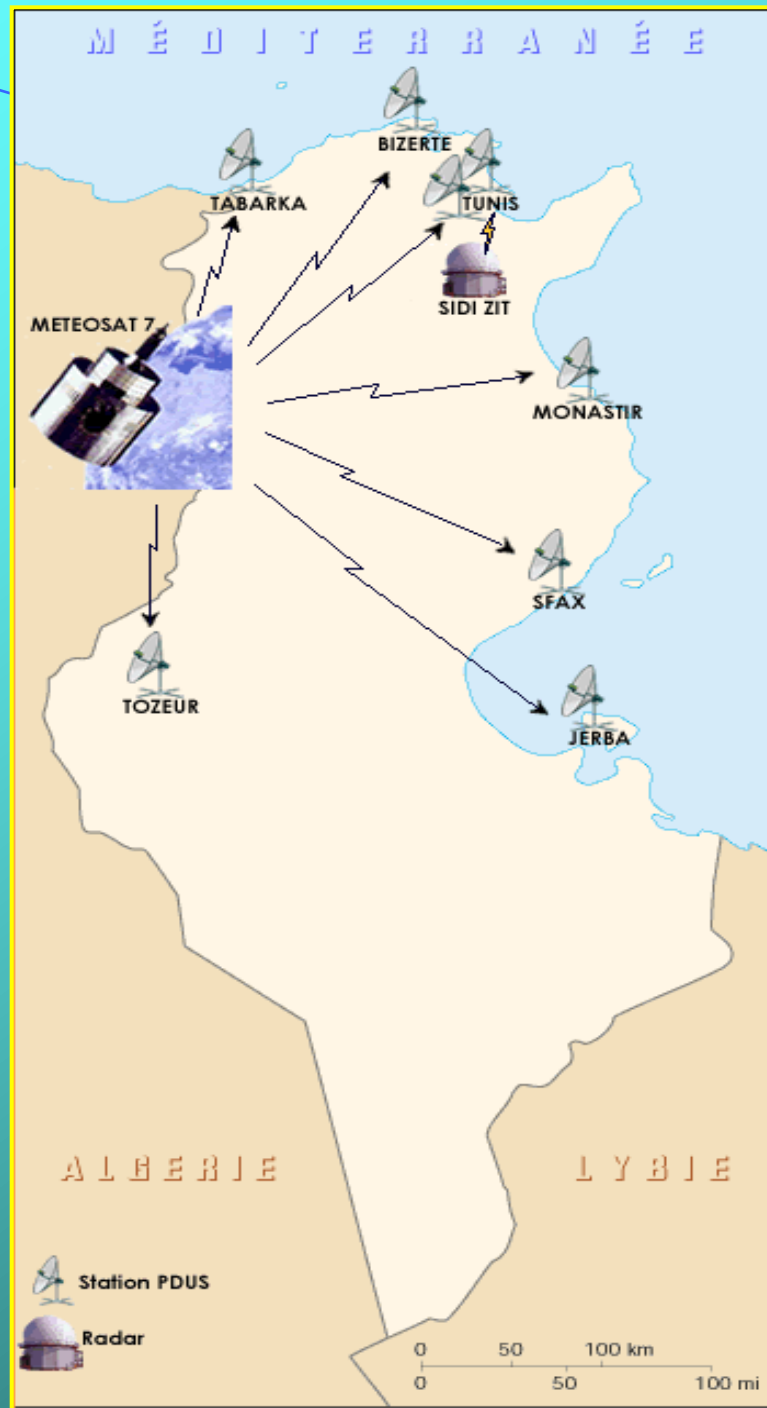 MÉDITERRANÉE
BIZERTE
TABARKA
TUNIS
SIDI ZIT
METEOSAT 7
MONASTIR
SFAX
TOZEUR
JERBA
ALGERIE
LYBIE
Station PDUS
Radar
0 50 100 km
0 50 100 mi